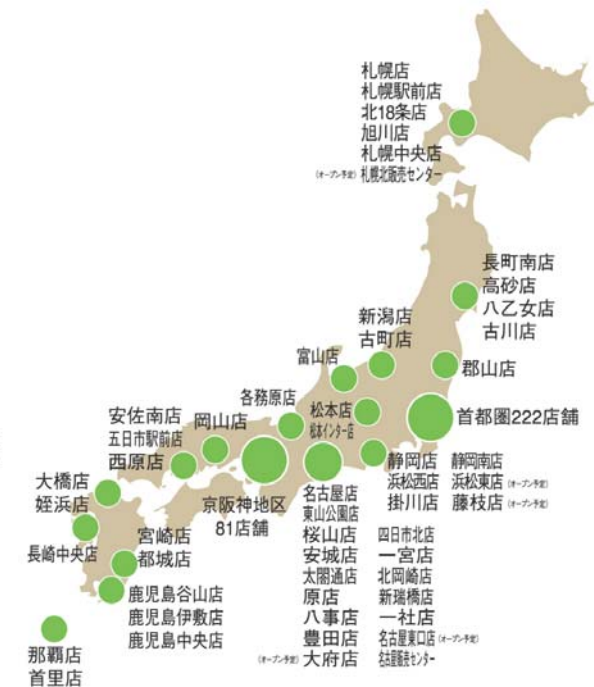 札幌店
札幌駅前店
北18条店
旭川店
札幌中央店
(オープン予定) 札幌北販売センター
長町南店
高砂店
八乙女店
古川店
新潟店
古町店
富山店
郡山店
各務原店
松本店
松本インター店
首都圏222店舗
安佐南店
五日市駅前店
西原店
岡山店
静岡店 静岡南店
浜松西店 浜松東店 (オープン予定)
掛川店 藤枝店 (オープン予定)
大橋店
姪浜店
京阪神地区
81店舗
長崎中央店
宮崎店
都城店
名古屋店
東山公園店
桜山店 四日市北店
安城店 一宮店
太閤通店 北岡崎店
原店 新瑞橋店
八事店 一社店
豊田店 名古屋東口店 (オープン予定)
(オープン予定) 大府店 名古屋販売センター
鹿児島谷山店
鹿児島伊敷店
鹿児島中央店
那覇店
首里店